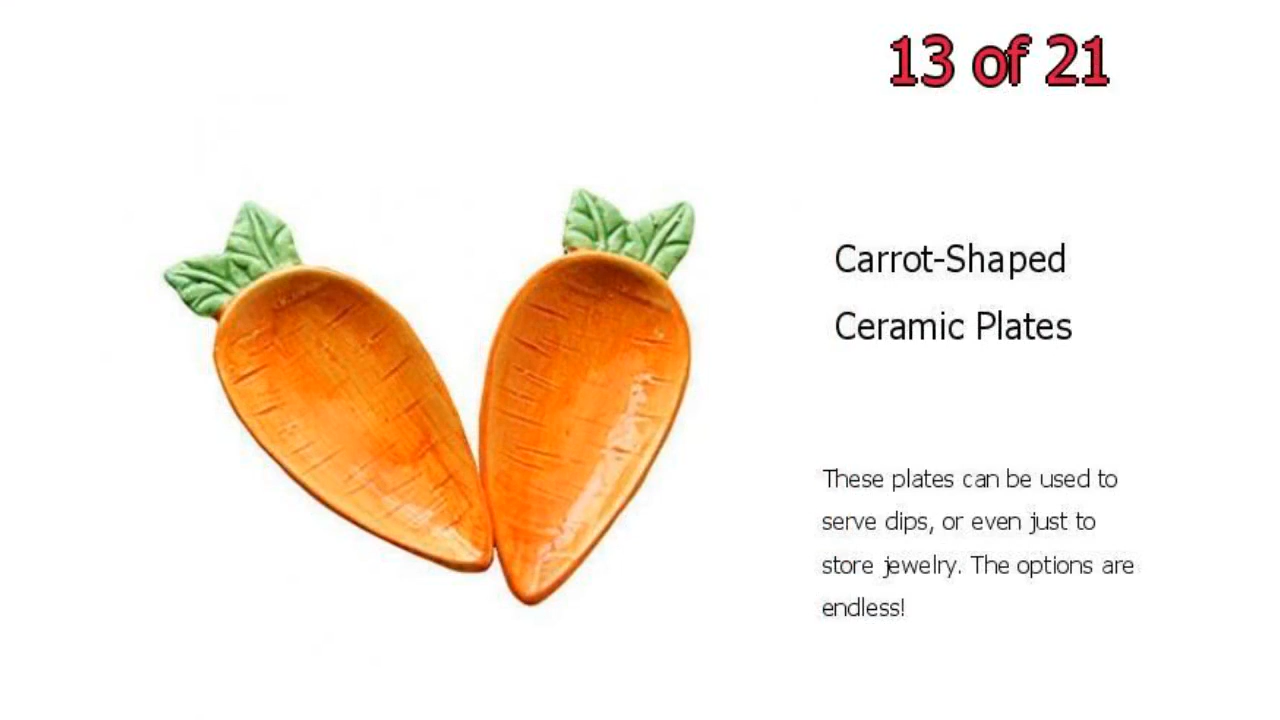 13 of 21
Carrot-Shaped
Ceramic Plates
These plates can be used to
serve dips, or even just to
store jewelry. The options are
endless!